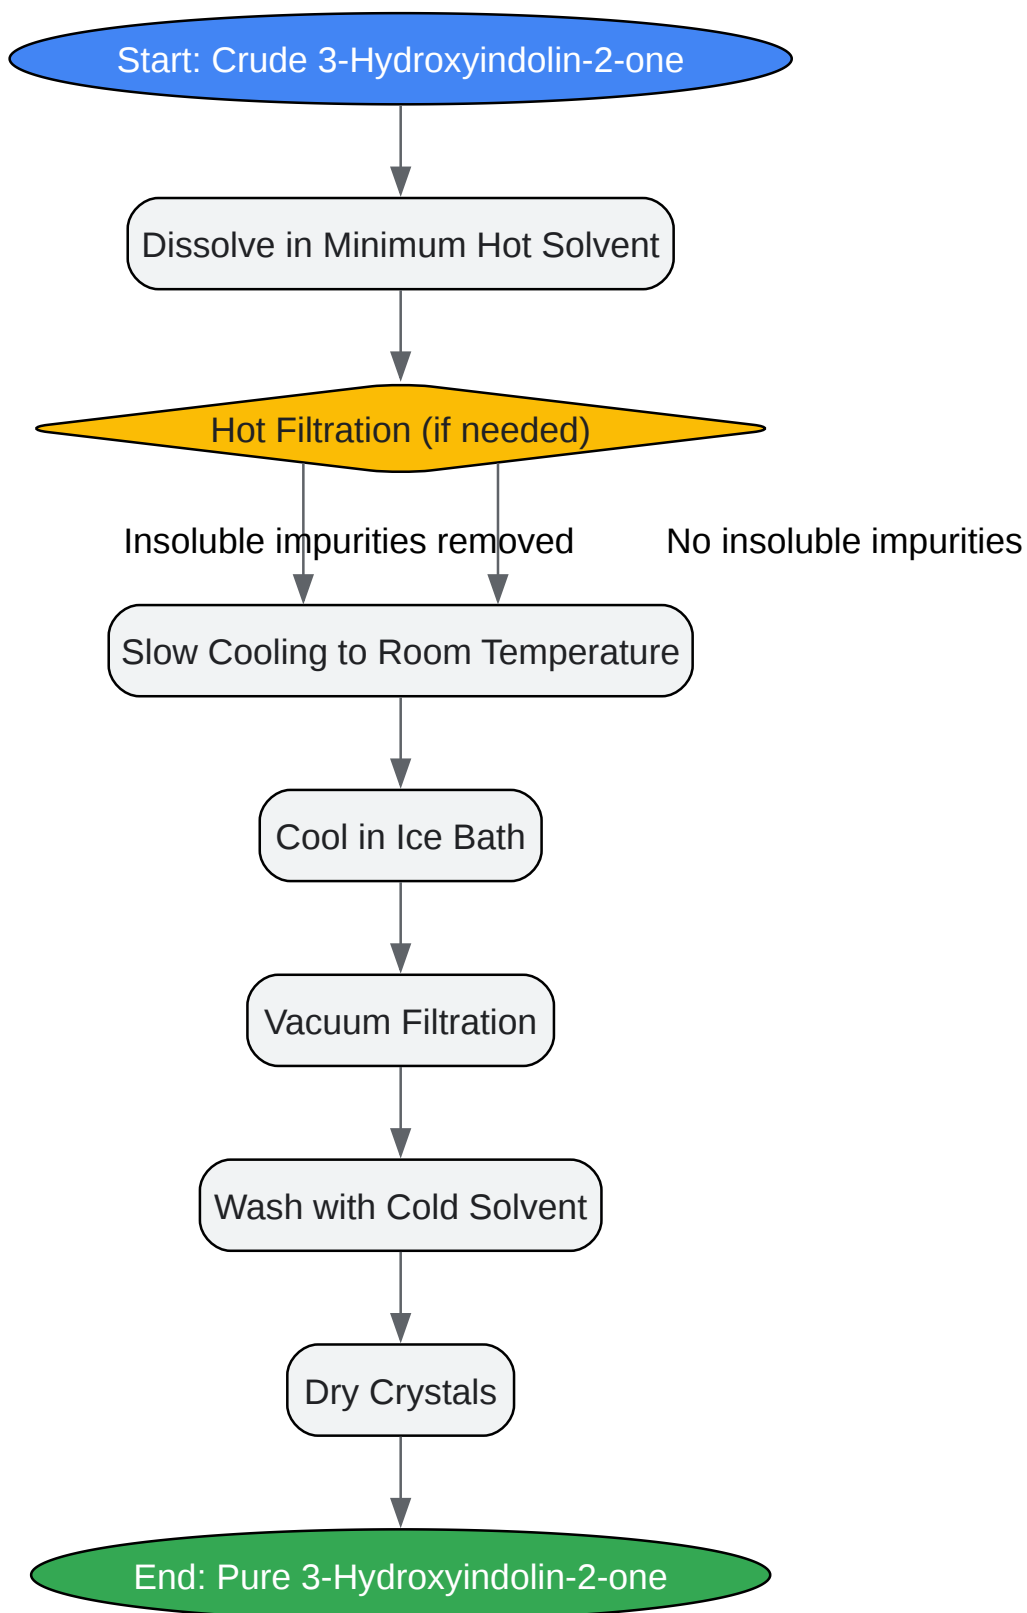 Start: Crude 3-Hydroxyindolin-2-one
Dissolve in Minimum Hot Solvent
Hot Filtration (if needed)
Insoluble impurities removed
No insoluble impurities
Slow Cooling to Room Temperature
Cool in Ice Bath
Vacuum Filtration
Wash with Cold Solvent
Dry Crystals
End: Pure 3-Hydroxyindolin-2-one